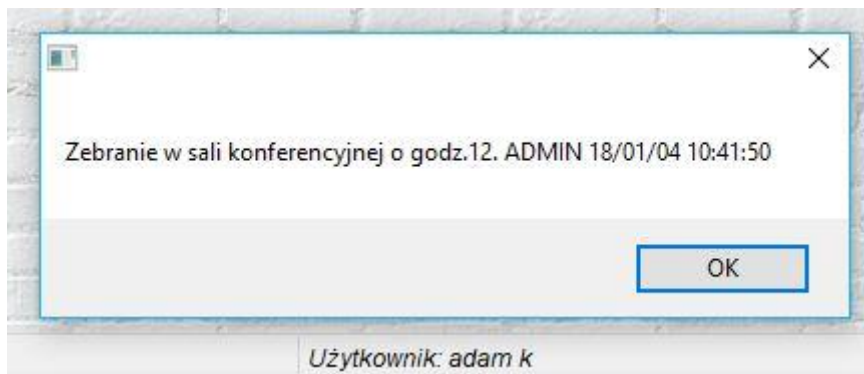 Zebranie w sali konferencyjnej o godz.12. ADMIN 18/01/04 10:41:50
OK
Użytkownik: adam k